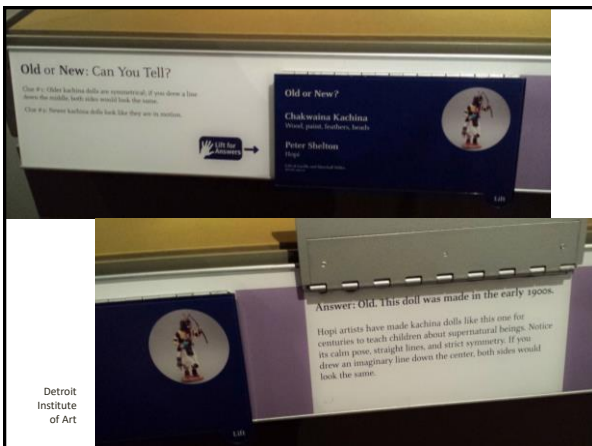 Old or New: Can You Tell?
Clue #1: Older kachina dolls are symmetrical; if you drew a line
down the middle, both sides would look the same.
Clue #2: Newer kachina dolls look like they are in motion.
Lift for
Answers
Old or New?
Chakwaina Kachina
Wood, paint, feathers, beads
Peter Shelton
Hopi
Lift
Answer: Old. This doll was made in the early 1900s.
Hopi artists have made kachina dolls like this one for
centuries to teach children about supernatural beings. Notice
its calm pose, straight lines, and strict symmetry. If you
drew an imaginary line down the center, both sides would
look the same.
Lift
Detroit
Institute
of Art